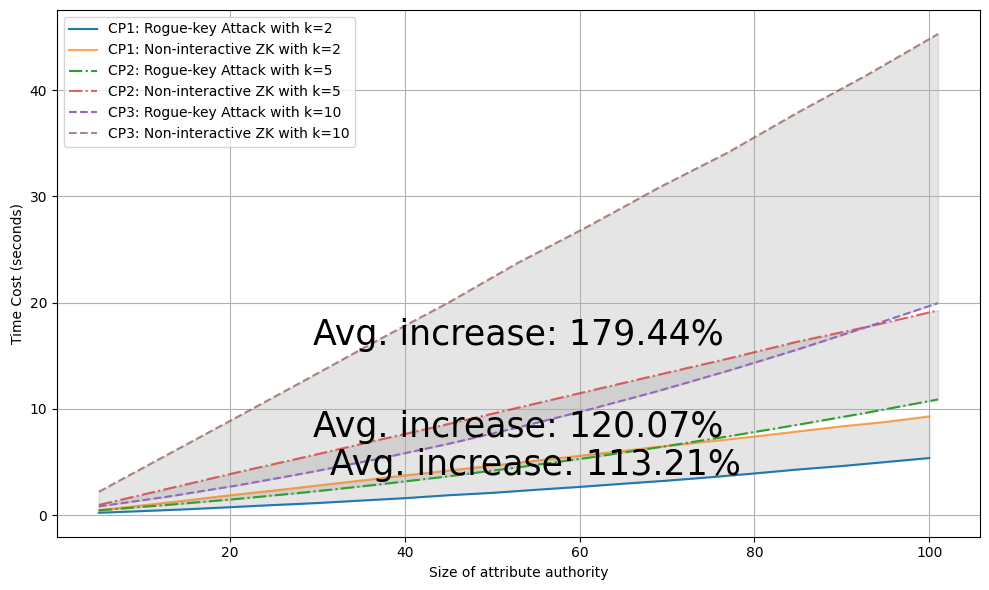 CP1: Rogue-key Attack with k=2
CP1: Non-interactive ZK with k=2
CP2: Rogue-key Attack with k=5
CP2: Non-interactive ZK with k=5
CP3: Rogue-key Attack with k=10
CP3: Non-interactive ZK with k=10
Time Cost (seconds)
40
30
20
10
0
Avg. increase: 179.44%
Avg. increase: 120.07%
Avg. increase: 113.21%
20 40 60 80 100
Size of attribute authority